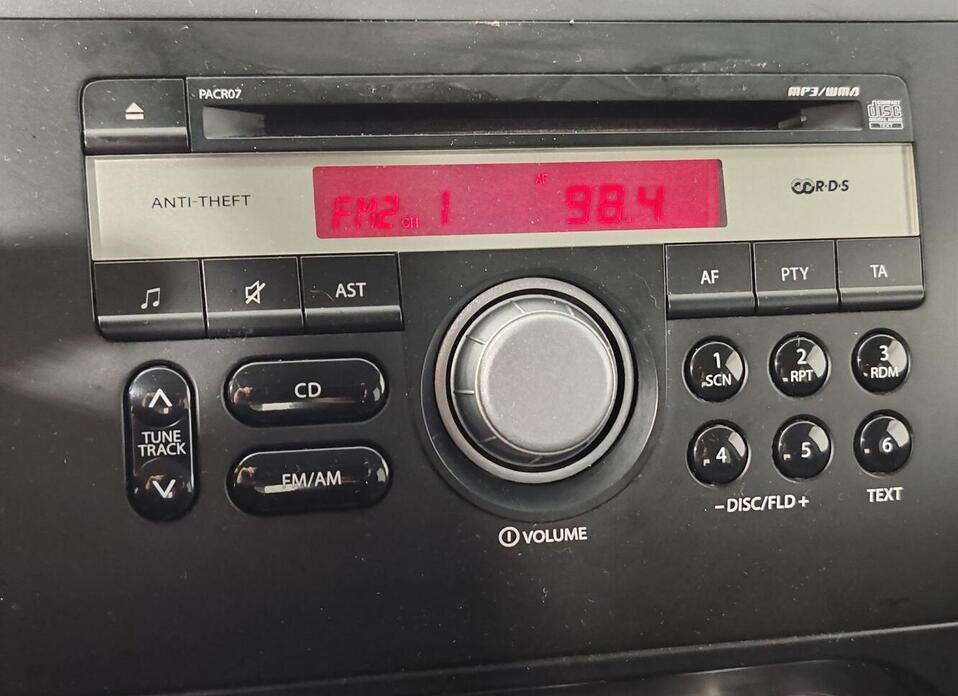 PACR07
MP3/WMA
COMPACT
DISC
DIGITAL AUDIO
TEXT
ANTI-THEFT
FM2 CH 1 AF 98.4
R·D·S
AST
AF
PTY
TA
1
SCN
2
RPT
3
RDM
CD
TUNE
TRACK
4
5
6
FM/AM
-DISC/FLD+
TEXT
VOLUME